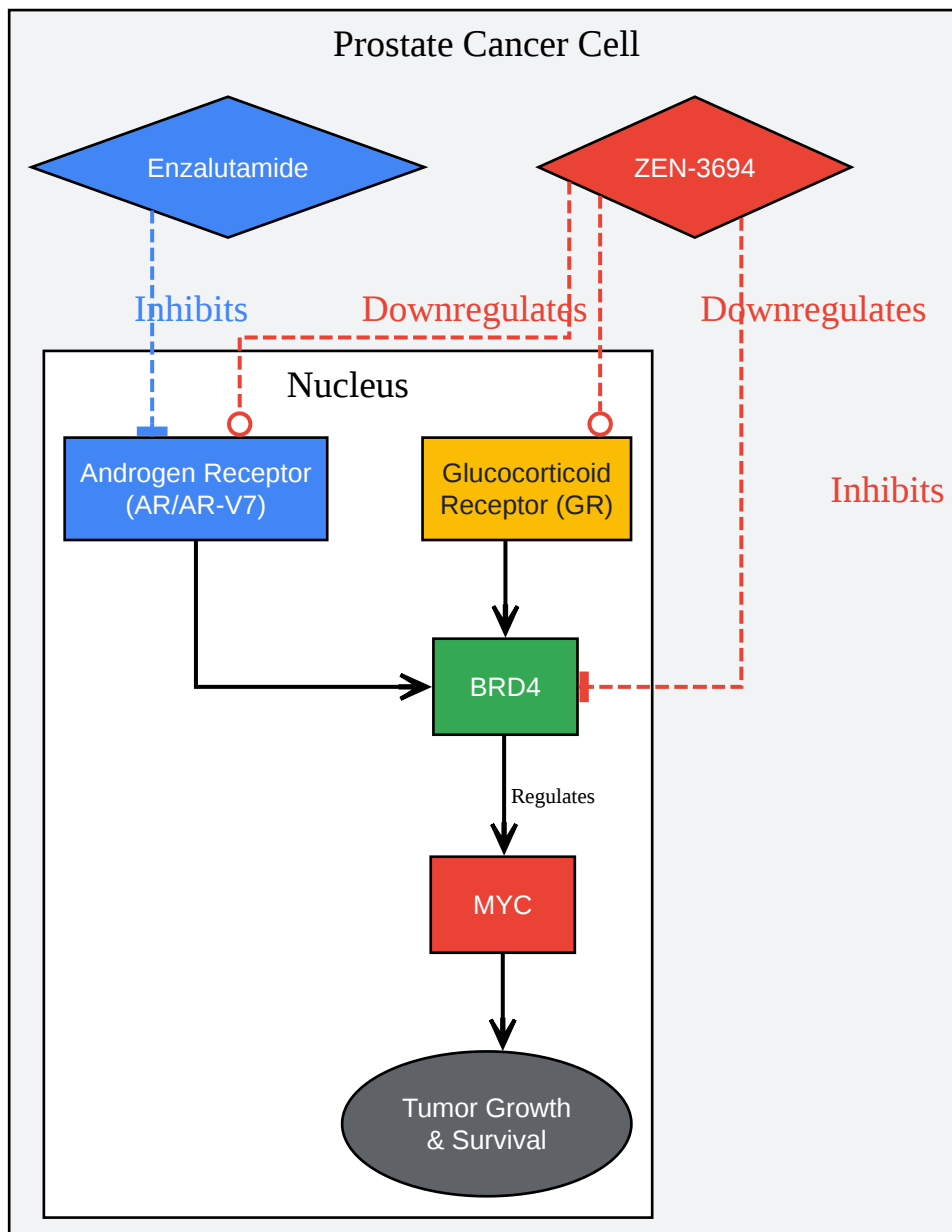 Prostate Cancer Cell
Enzalutamide
ZEN-3694
Inhibits
Downregulates
Downregulates
Nucleus
Androgen Receptor
(AR/AR-V7)
Glucocorticoid
Receptor (GR)
Inhibits
BRD4
Regulates
MYC
Tumor Growth
& Survival